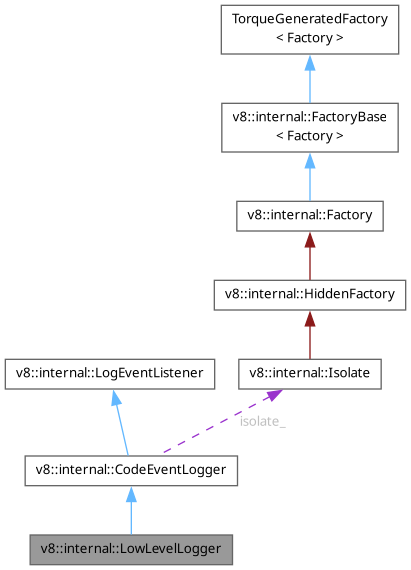 TorqueGeneratedFactory
< Factory >
v8::internal::FactoryBase
< Factory >
v8::internal::Factory
v8::internal::HiddenFactory
v8::internal::LogEventListener
v8::internal::Isolate
isolate_
v8::internal::CodeEventLogger
v8::internal::LowLevelLogger